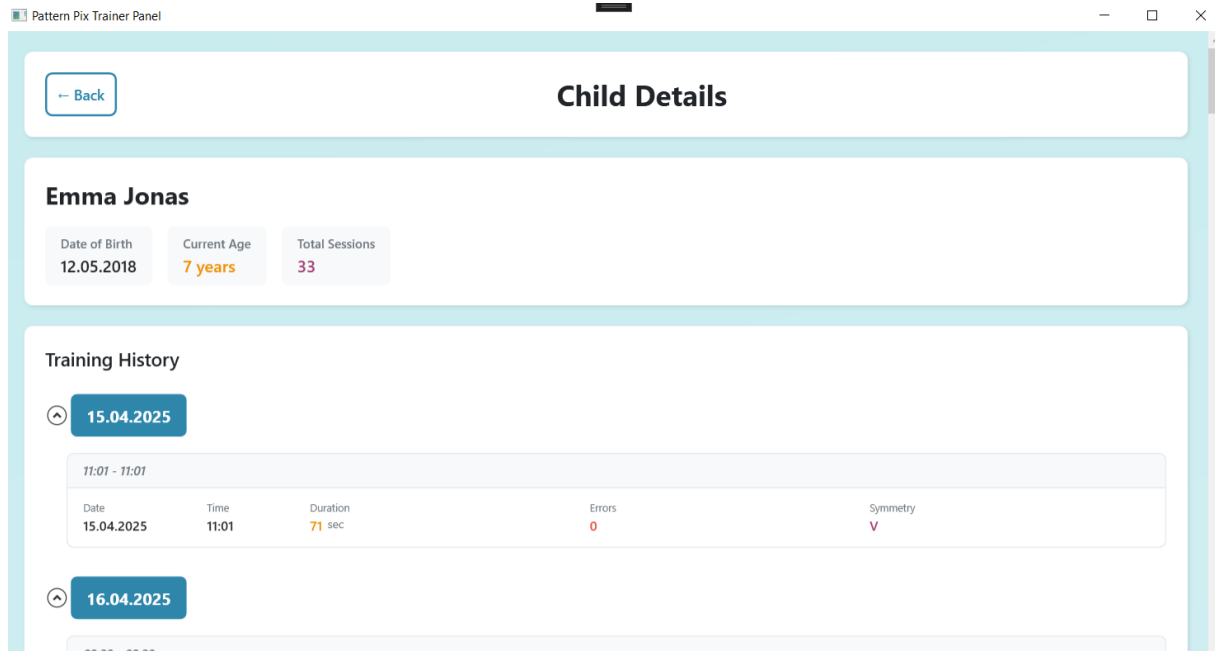 Pattern Pix Trainer Panel
← Back
Child Details
Emma Jonas
Date of Birth
12.05.2018
Current Age
7 years
Total Sessions
33
Training History
15.04.2025
11:01 - 11:01
Date
15.04.2025
Time
11:01
Duration
71 sec
Errors
0
Symmetry
V
16.04.2025